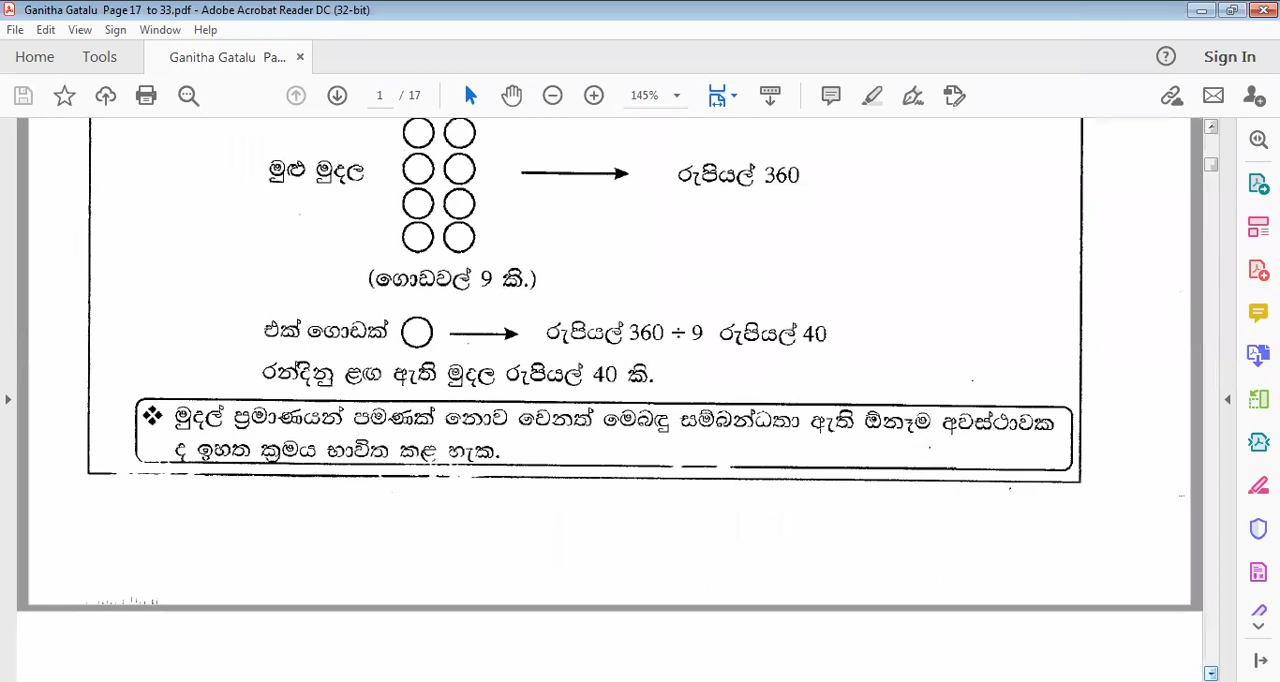 Ganitha Gatalu Page 17 to 33.pdf - Adobe Acrobat Reader DC (32-bit)
File Edit View Sign Window Help
Home Tools Ganitha Gatalu Pa... × ? Sign In
1 / 17 145%
මුළු මුදල රුපියල් 360
(ගොඩවල් 9 කි.)
එක් ගොඩක් රුපියල් 360 ÷ 9 රුපියල් 40
රන්දිනු ළඟ ඇති මුදල රුපියල් 40 කි.
❖ මුදල් ප්‍රමාණයන් පමණක් නොව වෙනත් මෙබඳු සම්බන්ධතා ඇති ඕනෑම අවස්ථාවක
ද ඉහත ක්‍රමය භාවිත කළ හැක.